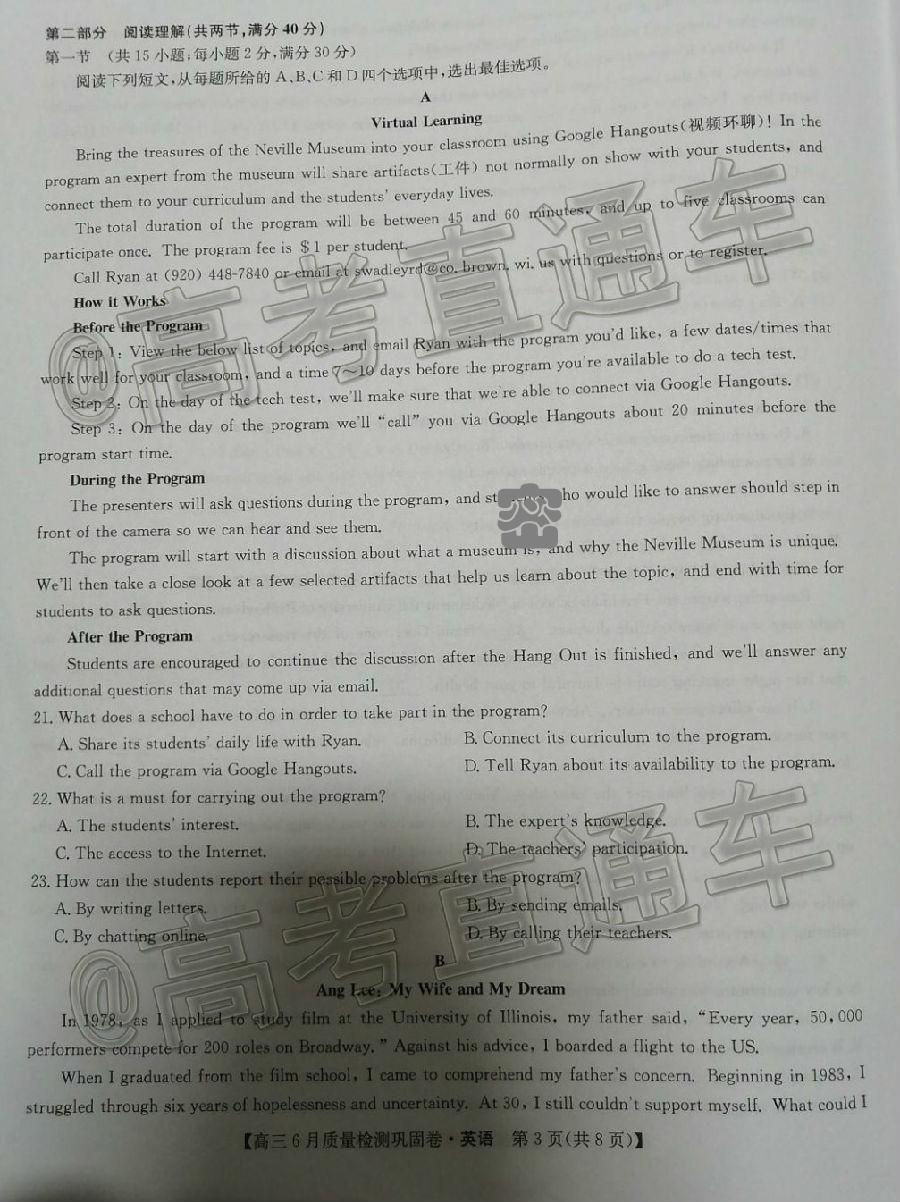 第二部分 阅读理解(共两节,满分40分)
第一节 (共15小题;每小题2分,满分30分)
阅读下列短文,从每题所给的A、B、C和D四个选项中,选出最佳选项。
A
Virtual Learning
Bring the treasures of the Neville Museum into your classroom using Google Hangouts(视频环聊)! In the
program an expert from the museum will share artifacts(工件) not normally on show with your students, and
connect them to your curriculum and the students' everyday lives.
The total duration of the program will be between 45 and 60 minutes, and up to five classrooms can
participate once. The program fee is $1 per student.
Call Ryan at (920) 448-7840 or email at swadleyrd@co.brown.wi.us with questions or to register.
How it Works
Before the Program
Step 1: View the below list of topics, and email Ryan with the program you'd like, a few dates/times that
work well for your classroom, and a time 7~10 days before the program you're available to do a tech test.
Step 2: On the day of the tech test, we'll make sure that we're able to connect via Google Hangouts.
Step 3: On the day of the program we'll "call" you via Google Hangouts about 20 minutes before the
program start time.
During the Program
The presenters will ask questions during the program, and who would like to answer should step in
front of the camera so we can hear and see them.
The program will start with a discussion about what a museum is, and why the Neville Museum is unique.
We'll then take a close look at a few selected artifacts that help us learn about the topic, and end with time for
students to ask questions.
After the Program
Students are encouraged to continue the discussion after the Hang Out is finished, and we'll answer any
additional questions that may come up via email.
21. What does a school have to do in order to take part in the program?
A. Share its students' daily life with Ryan. B. Connect its curriculum to the program.
C. Call the program via Google Hangouts. D. Tell Ryan about its availability to the program.
22. What is a must for carrying out the program?
A. The students' interest. B. The expert's knowledge.
C. The access to the Internet. D. The teachers' participation.
23. How can the students report their possible problems after the program?
A. By writing letters. B. By sending emails.
C. By chatting online. D. By calling their teachers.
B
Ang Lee: My Wife and My Dream
In 1978, as I applied to study film at the University of Illinois, my father said, "Every year, 50,000
performers compete for 200 roles on Broadway." Against his advice, I boarded a flight to the US.
When I graduated from the film school, I came to comprehend my father's concern. Beginning in 1983, I
struggled through six years of hopelessness and uncertainty. At 30, I still couldn't support myself. What could I
【高三6月质量检测巩固卷·英语 第3页(共8页)】
@高考直通车
@高考直通车